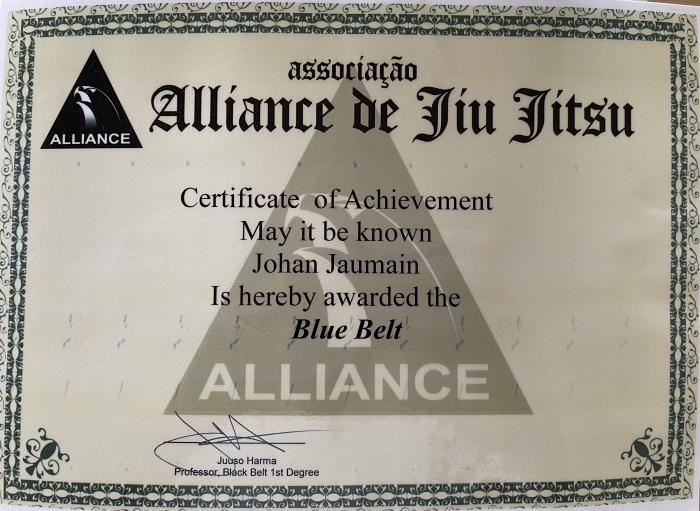 associação
Alliance de Jiu Jitsu
ALLIANCE
Certificate of Achievement
May it be known
Johan Jaumain
Is hereby awarded the
Blue Belt
ALLIANCE
Juuso Harma
Professor, Black Belt 1st Degree